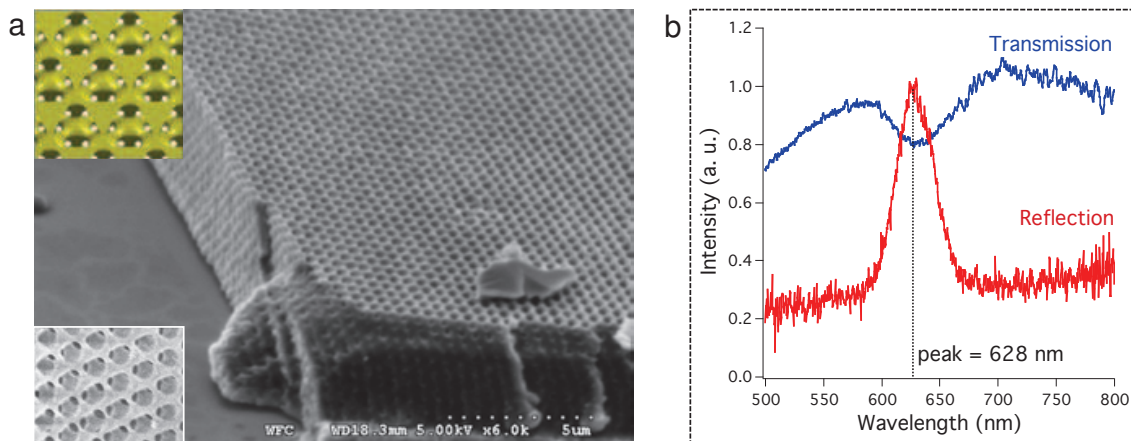 a
WFC WD18.3mm 5.00kV x6.0k 5um
b
Intensity (a. u.)
1.2
1.0
0.8
0.6
0.4
0.2
0.0
Transmission
Reflection
peak = 628 nm
500 550 600 650 700 750 800
Wavelength (nm)